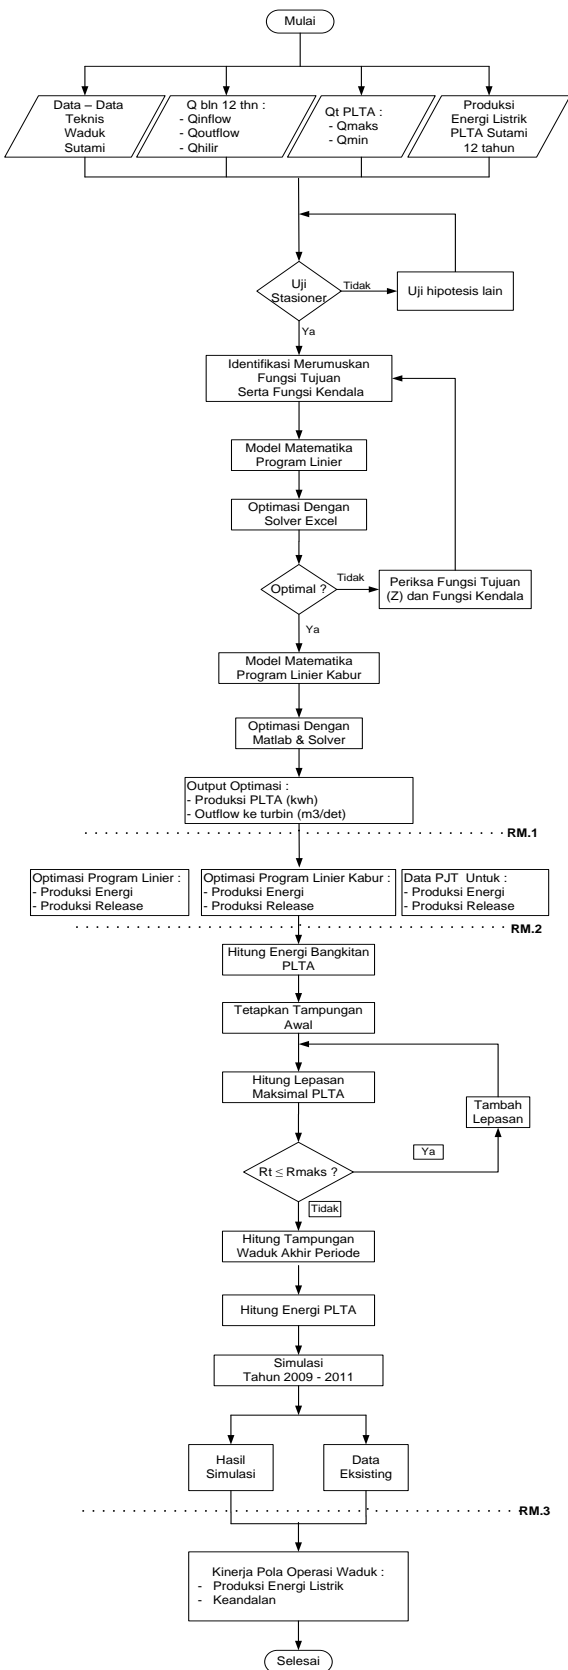 Mulai
Data – Data
Teknis
Waduk
Sutami
Q bln 12 thn :
- Qinflow
- Qoutflow
- Qhilir
Qt PLTA :
- Qmaks
- Qmin
Produksi
Energi Listrik
PLTA Sutami
12 tahun
Uji
Stasioner
Tidak
Uji hipotesis lain
Ya
Identifikasi Merumuskan
Fungsi Tujuan
Serta Fungsi Kendala
Model Matematika
Program Linier
Optimasi Dengan
Solver Excel
Optimal ?
Tidak
Periksa Fungsi Tujuan
(Z) dan Fungsi Kendala
Ya
Model Matematika
Program Linier Kabur
Optimasi Dengan
Matlab & Solver
Output Optimasi :
- Produksi PLTA (kwh)
- Outflow ke turbin (m3/det)
RM.1
Optimasi Program Linier :
- Produksi Energi
- Produksi Release
Optimasi Program Linier Kabur :
- Produksi Energi
- Produksi Release
Data PJT Untuk :
- Produksi Energi
- Produksi Release
RM.2
Hitung Energi Bangkitan
PLTA
Tetapkan Tampungan
Awal
Hitung Lepasan
Maksimal PLTA
Tambah
Lepasan
Rt ≤ Rmaks ?
Ya
Tidak
Hitung Tampungan
Waduk Akhir Periode
Hitung Energi PLTA
Simulasi
Tahun 2009 - 2011
Hasil
Simulasi
Data
Eksisting
RM.3
Kinerja Pola Operasi Waduk :
- Produksi Energi Listrik
- Keandalan
Selesai